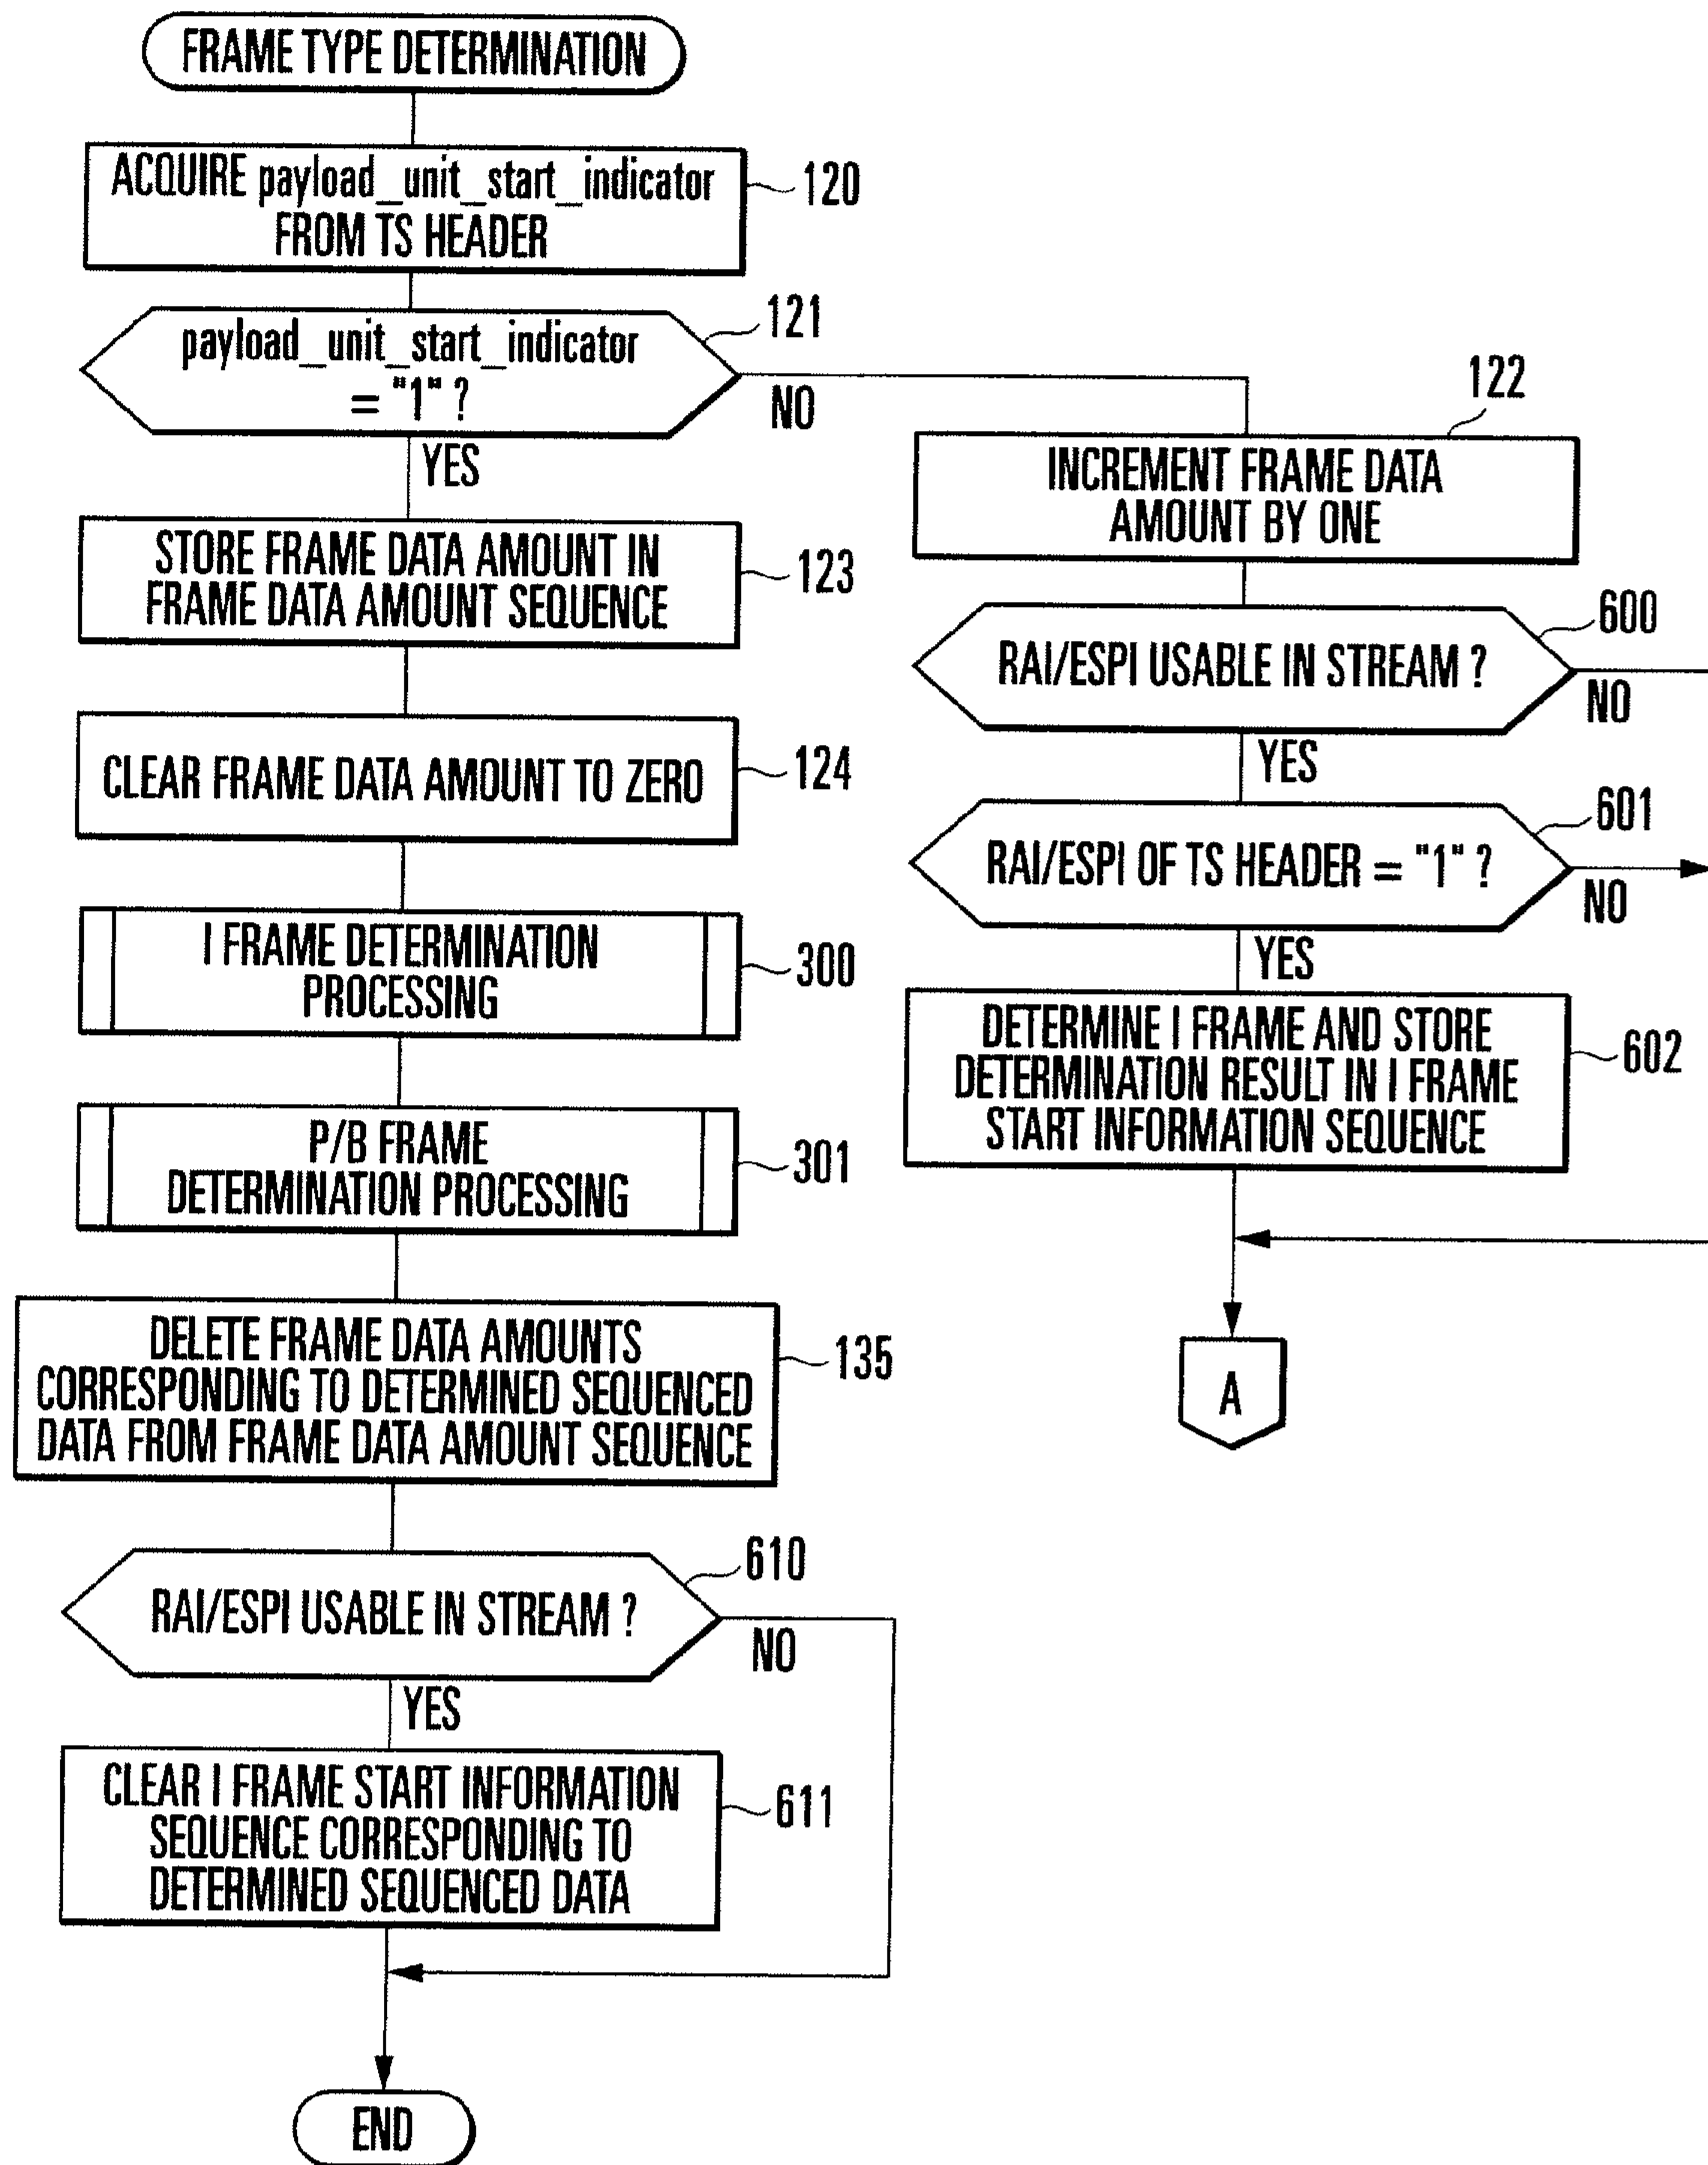 FRAME TYPE DETERMINATION
ACQUIRE payload_unit_start_indicator
FROM TS HEADER
120
payload_unit_start_indicator
= "1" ?
121
NO
YES
STORE FRAME DATA AMOUNT IN
FRAME DATA AMOUNT SEQUENCE
123
CLEAR FRAME DATA AMOUNT TO ZERO
124
I FRAME DETERMINATION
PROCESSING
300
P/B FRAME
DETERMINATION PROCESSING
301
DELETE FRAME DATA AMOUNTS
CORRESPONDING TO DETERMINED SEQUENCED
DATA FROM FRAME DATA AMOUNT SEQUENCE
135
RAI/ESPI USABLE IN STREAM ?
610
NO
YES
CLEAR I FRAME START INFORMATION
SEQUENCE CORRESPONDING TO
DETERMINED SEQUENCED DATA
611
END
122
INCREMENT FRAME DATA
AMOUNT BY ONE
RAI/ESPI USABLE IN STREAM ?
600
NO
YES
RAI/ESPI OF TS HEADER = "1" ?
601
NO
YES
DETERMINE I FRAME AND STORE
DETERMINATION RESULT IN I FRAME
START INFORMATION SEQUENCE
602
A